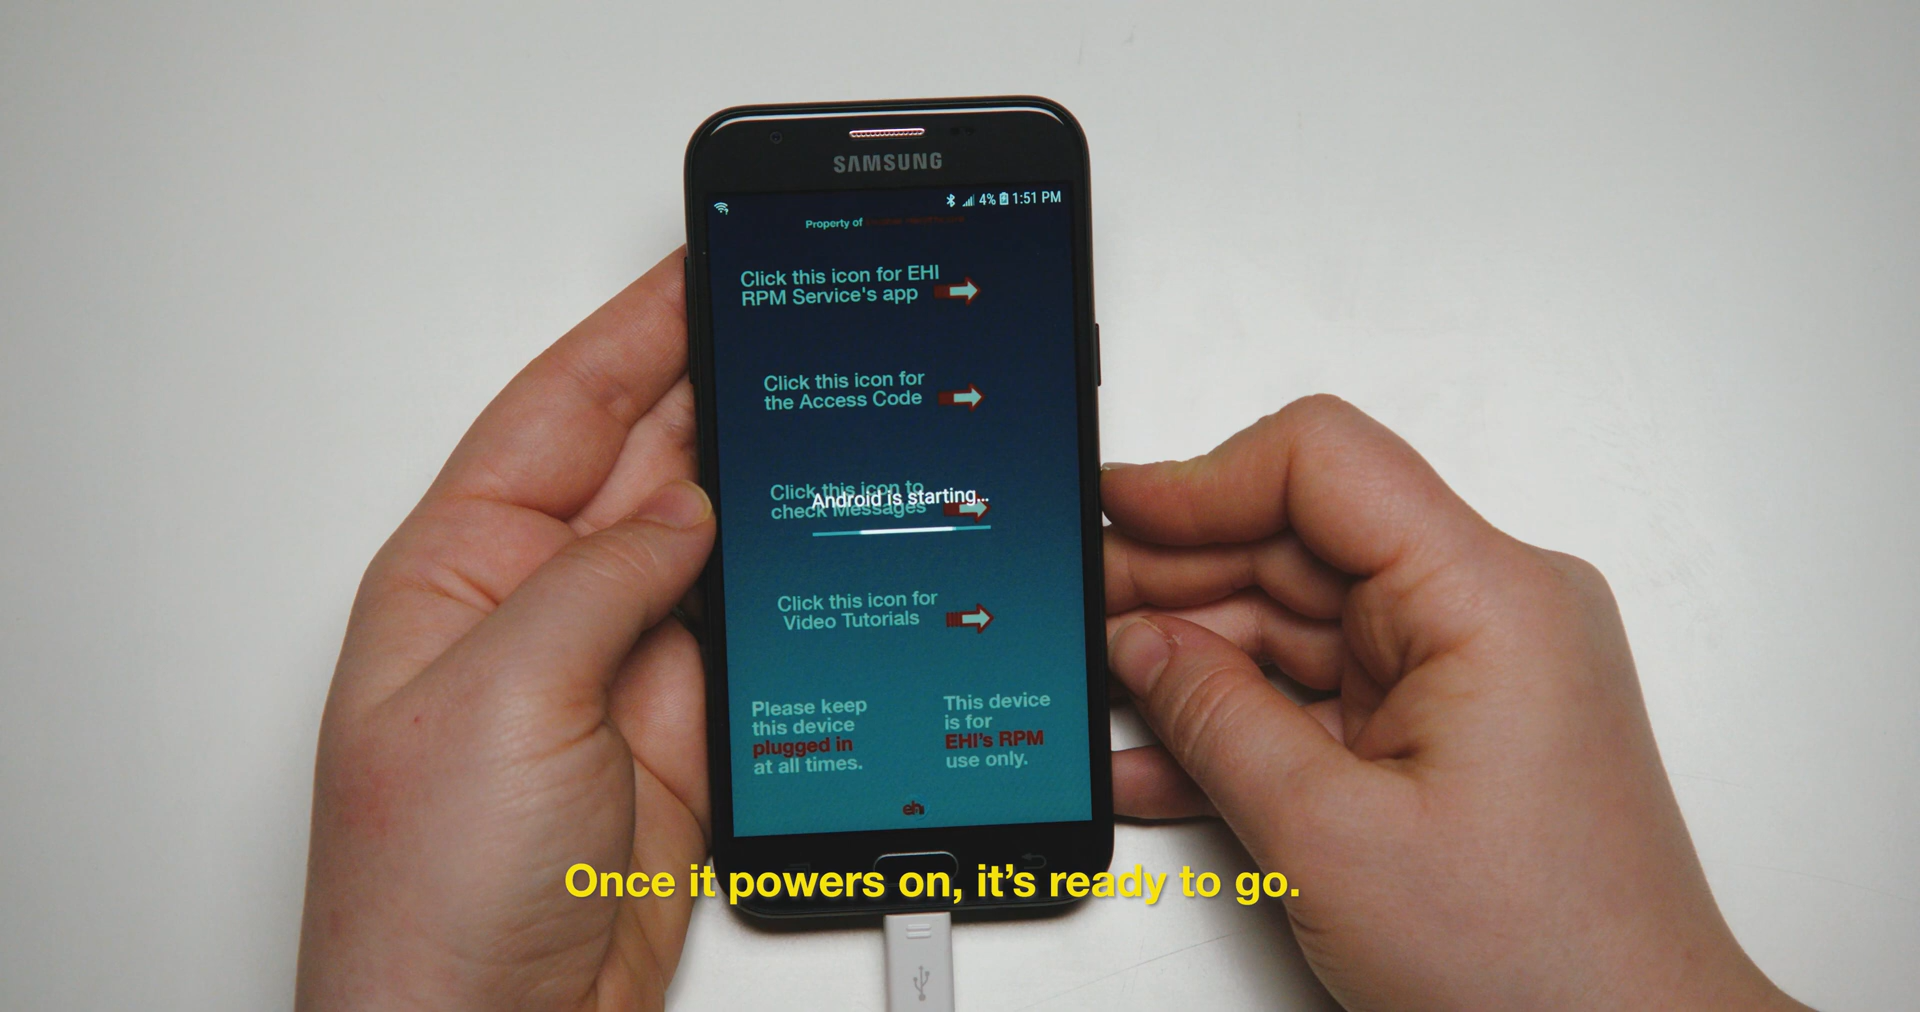 SAMSUNG
4% 1:51 PM
Property of
Click this icon for EHI
RPM Service's app
Click this icon for
the Access Code
Click this icon to
check Messages
Android is starting...
Click this icon for
Video Tutorials
Please keep
this device
plugged in
at all times.
This device
is for
EHI's RPM
use only.
ehi
Once it powers on, it’s ready to go.